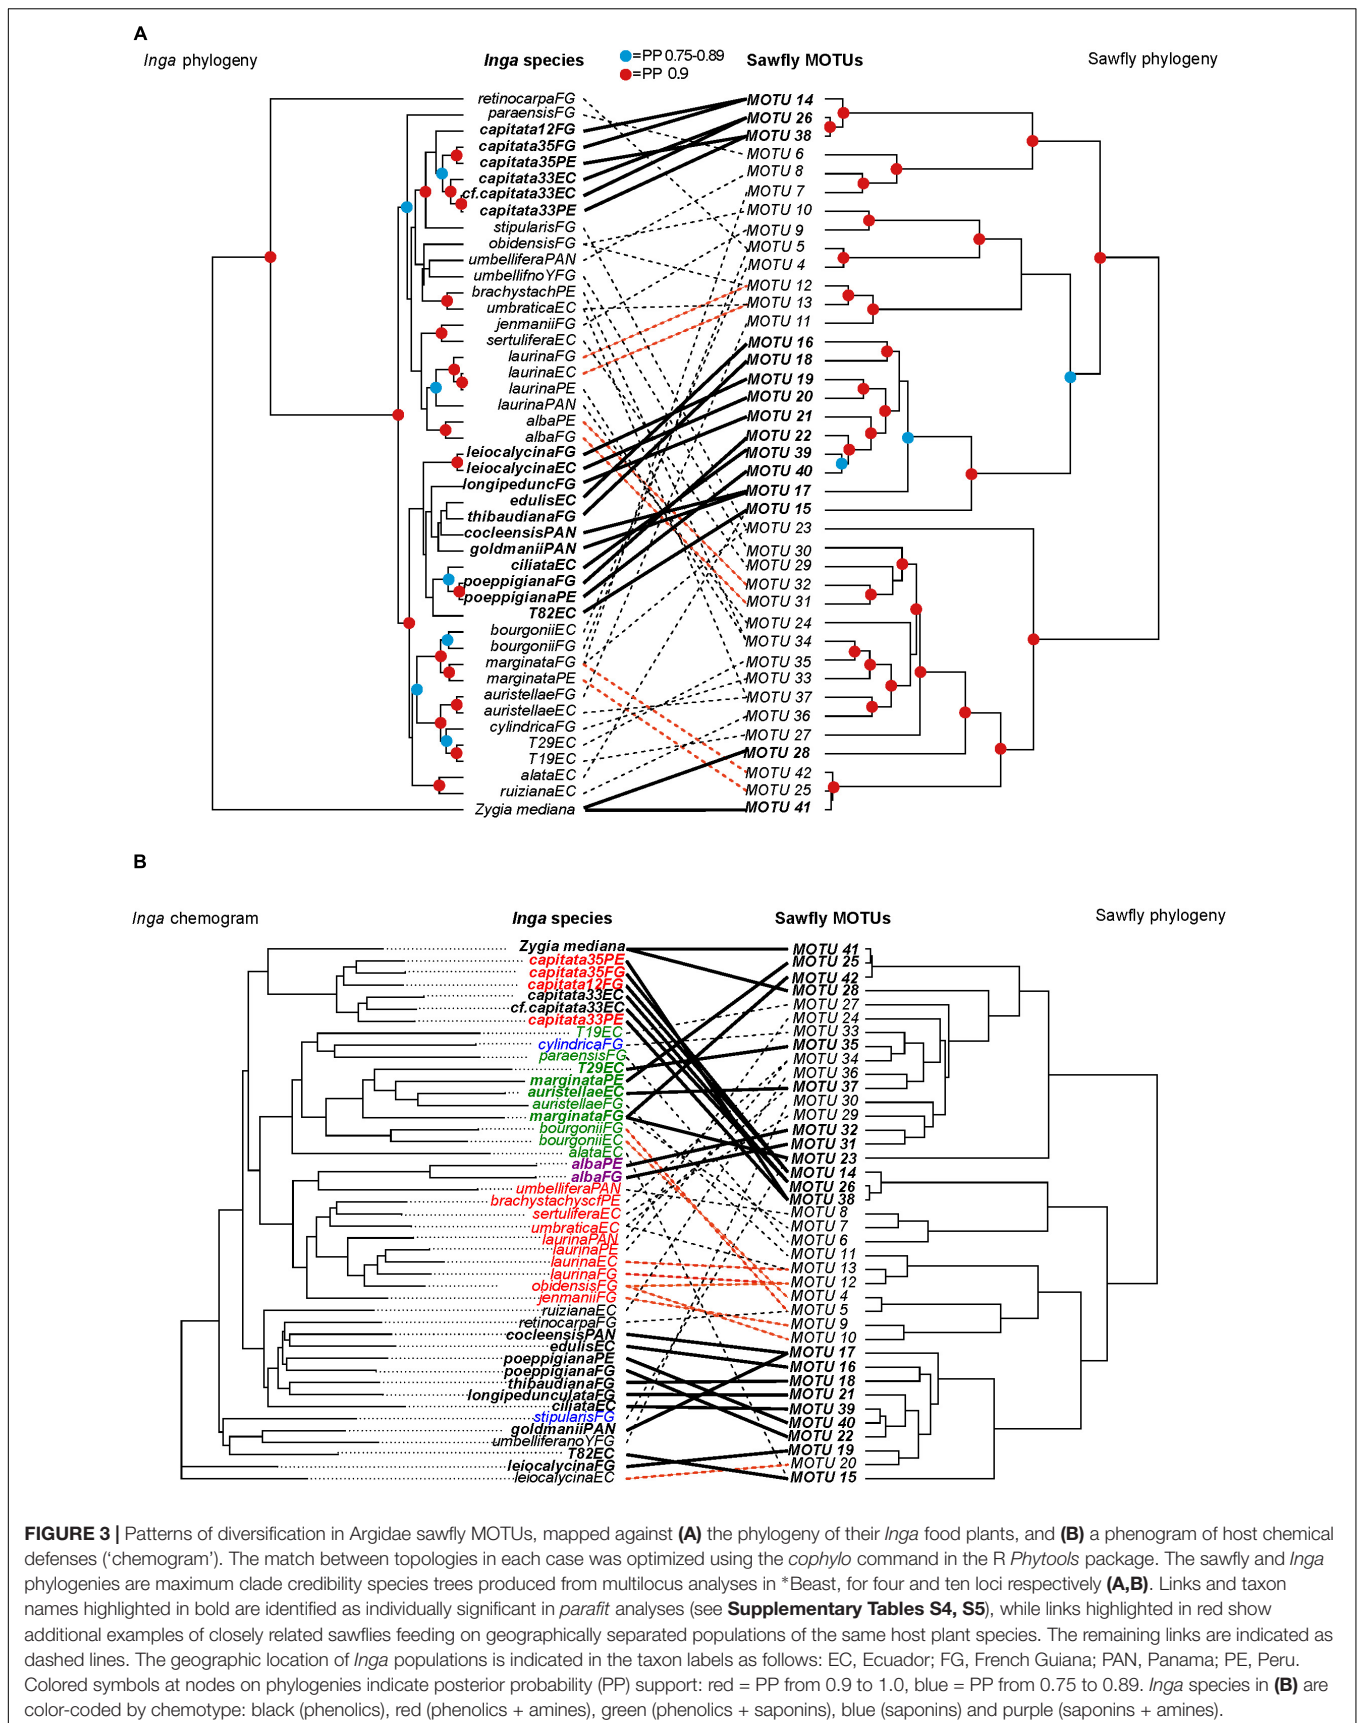 A
Inga phylogeny
Inga species
=PP 0.75-0.89
=PP 0.9
Sawfly MOTUs
Sawfly phylogeny
retinocarpaFG
paraensisFG
capitata12FG
capitata35FG
capitata35PE
capitata33EC
cf.capitata33EC
capitata33PE
stipularisFG
obidensisFG
umbelliferaPAN
umbellifnoYFG
brachystachPE
umbraticaEC
jenmaniiFG
sertuliferaEC
laurinaFG
laurinaEC
laurinaPE
laurinaPAN
albaPE
albaFG
leiocalycinaFG
leiocalycinaEC
longipeduncFG
edulisEC
thibaudianaFG
cocleensisPAN
goldmaniiPAN
ciliataEC
poeppigianaFG
poeppigianaPE
T82EC
bourgoniiEC
bourgoniiFG
marginataFG
marginataPE
auristellaeFG
auristellaeEC
cylindricaFG
T29EC
T19EC
alataEC
ruizianaEC
Zygia mediana
MOTU 14
MOTU 26
MOTU 38
MOTU 6
MOTU 8
MOTU 7
MOTU 10
MOTU 9
MOTU 5
MOTU 4
MOTU 12
MOTU 13
MOTU 11
MOTU 16
MOTU 18
MOTU 19
MOTU 20
MOTU 21
MOTU 22
MOTU 39
MOTU 40
MOTU 17
MOTU 15
MOTU 23
MOTU 30
MOTU 29
MOTU 32
MOTU 31
MOTU 24
MOTU 34
MOTU 35
MOTU 33
MOTU 37
MOTU 36
MOTU 27
MOTU 28
MOTU 42
MOTU 25
MOTU 41
B
Inga chemogram
Inga species
Sawfly MOTUs
Sawfly phylogeny
Zygia mediana
capitata35PE
capitata35FG
capitata12FG
capitata33EC
cf.capitata33EC
capitata33PE
T19EC
cylindricaFG
paraensisFG
T29EC
marginataPE
auristellaeEC
auristellaeFG
marginataFG
bourgoniiFG
bourgoniiEC
alataEC
albaPE
albaFG
umbelliferaPAN
brachystachyscfPE
sertuliferaEC
umbraticaEC
laurinaPAN
laurinaPE
laurinaEC
laurinaFG
obidensisFG
jenmaniiFG
ruizianaEC
retinocarpaFG
cocleensisPAN
edulisEC
poeppigianaPE
poeppigianaFG
thibaudianaFG
longipedunculataFG
ciliataEC
stipularisFG
goldmaniiPAN
umbelliferanoYFG
T82EC
leiocalycinaFG
leiocalycinaEC
MOTU 41
MOTU 25
MOTU 42
MOTU 28
MOTU 27
MOTU 24
MOTU 33
MOTU 35
MOTU 34
MOTU 36
MOTU 37
MOTU 30
MOTU 29
MOTU 32
MOTU 31
MOTU 23
MOTU 14
MOTU 26
MOTU 38
MOTU 8
MOTU 7
MOTU 6
MOTU 11
MOTU 13
MOTU 12
MOTU 4
MOTU 5
MOTU 9
MOTU 10
MOTU 17
MOTU 16
MOTU 18
MOTU 21
MOTU 39
MOTU 40
MOTU 22
MOTU 19
MOTU 20
MOTU 15
FIGURE 3 | Patterns of diversification in Argidae sawfly MOTUs, mapped against (A) the phylogeny of their Inga food plants, and (B) a phenogram of host chemical
defenses (‘chemogram’). The match between topologies in each case was optimized using the cophylo command in the R Phytools package. The sawfly and Inga
phylogenies are maximum clade credibility species trees produced from multilocus analyses in *Beast, for four and ten loci respectively (A,B). Links and taxon
names highlighted in bold are identified as individually significant in parafit analyses (see Supplementary Tables S4, S5), while links highlighted in red show
additional examples of closely related sawflies feeding on geographically separated populations of the same host plant species. The remaining links are indicated as
dashed lines. The geographic location of Inga populations is indicated in the taxon labels as follows: EC, Ecuador; FG, French Guiana; PAN, Panama; PE, Peru.
Colored symbols at nodes on phylogenies indicate posterior probability (PP) support: red = PP from 0.9 to 1.0, blue = PP from 0.75 to 0.89. Inga species in (B) are
color-coded by chemotype: black (phenolics), red (phenolics + amines), green (phenolics + saponins), blue (saponins) and purple (saponins + amines).